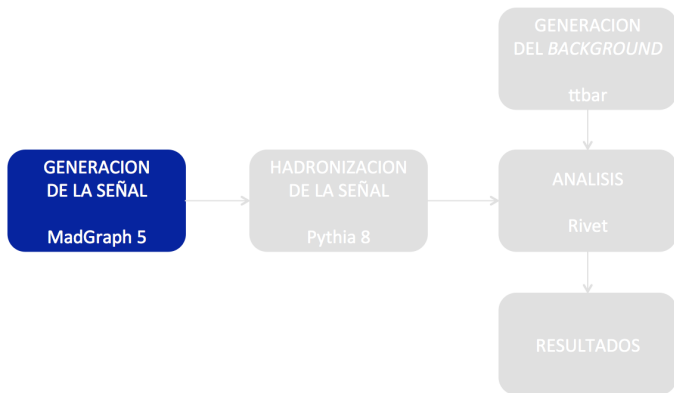 GENERACION
DEL BACKGROUND
ttbar
GENERACION
DE LA SEÑAL
MadGraph 5
HADRONIZACION
DE LA SEÑAL
Pythia 8
ANALISIS
Rivet
RESULTADOS